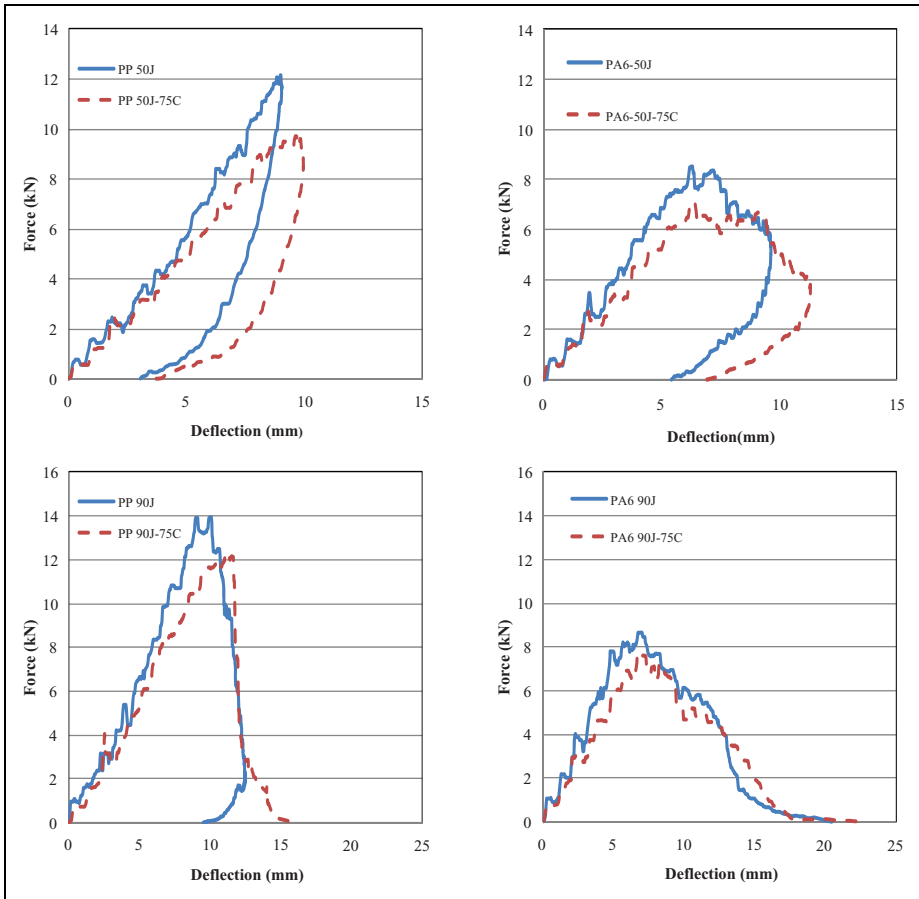 14
12
10
8
6
4
2
0
Force (kN)
PP 50J
PP 50J-75C
0 5 10 15
Deflection (mm)
14
12
10
8
6
4
2
0
Force (kN)
PA6-50J
PA6-50J-75C
0 5 10 15
Deflection(mm)
16
14
12
10
8
6
4
2
0
Force (kN)
PP 90J
PP 90J-75C
0 5 10 15 20 25
Deflection (mm)
16
14
12
10
8
6
4
2
0
Force (kN)
PA6 90J
PA6 90J-75C
0 5 10 15 20 25
Deflection (mm)